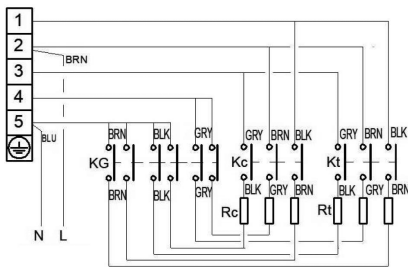 1
2
BRN
3
4
5
BLU
BRN BLK GRY GRY BRN BLK GRY BRN BLK
KG Kc Kt
BRN BLK GRY BLK GRY BRN BLK GRY BRN
Rc Rt
N L